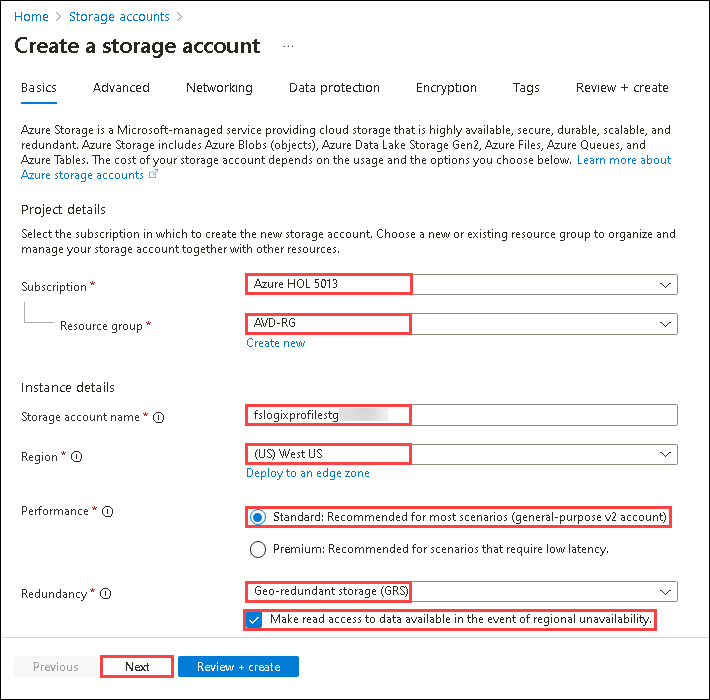 Home > Storage accounts >
Create a storage account ...
Basics Advanced Networking Data protection Encryption Tags Review + create
Azure Storage is a Microsoft-managed service providing cloud storage that is highly available, secure, durable, scalable, and
redundant. Azure Storage includes Azure Blobs (objects), Azure Data Lake Storage Gen2, Azure Files, Azure Queues, and
Azure Tables. The cost of your storage account depends on the usage and the options you choose below. Learn more about
Azure storage accounts
Project details
Select the subscription in which to create the new storage account. Choose a new or existing resource group to organize and
manage your storage account together with other resources.
Subscription * Azure HOL 5013
Resource group * AVD-RG
Create new
Instance details
Storage account name * fslogixprofilestg
Region * (US) West US
Deploy to an edge zone
Performance * Standard: Recommended for most scenarios (general-purpose v2 account)
Premium: Recommended for scenarios that require low latency.
Redundancy * Geo-redundant storage (GRS)
Make read access to data available in the event of regional unavailability.
Previous Next Review + create